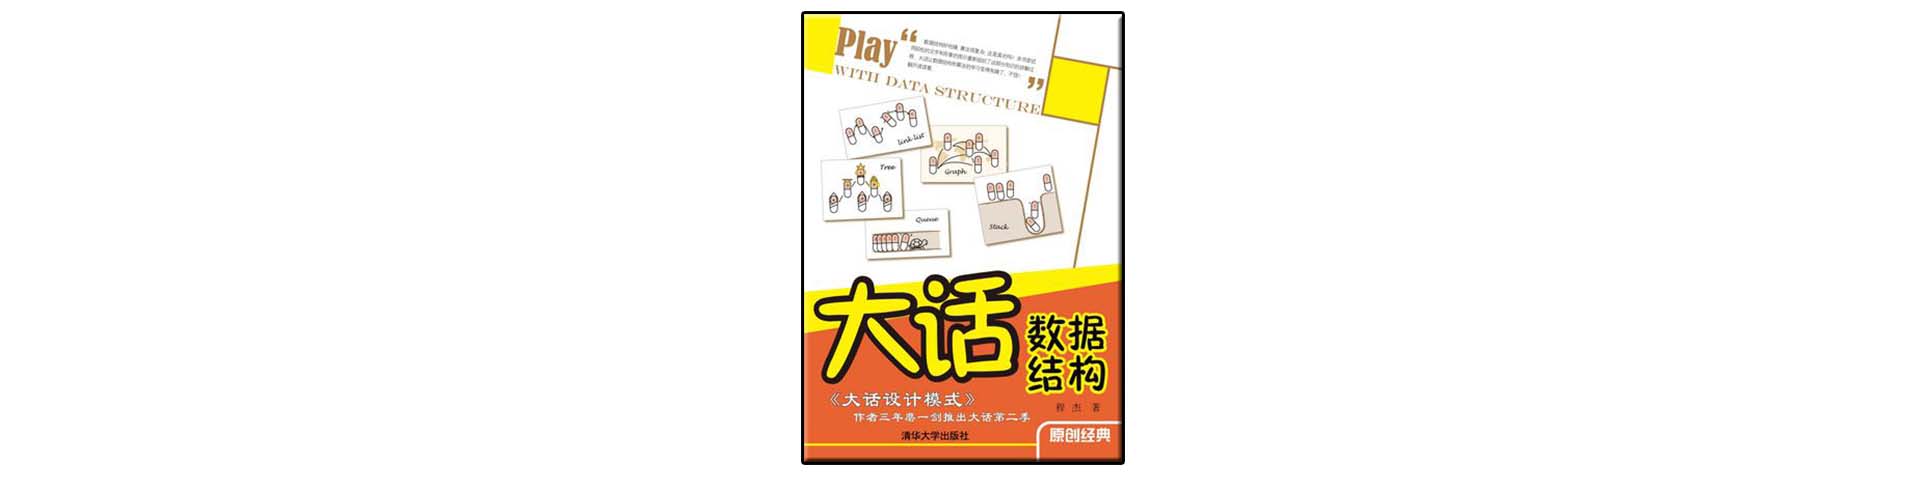 Play
WITH DATA STRUCTURE
Link list
Graph
Tree
Stack
Queue
大话
数据
结构
《大话设计模式》
作者三年磨一剑推出大话第二季
程 杰 著
清华大学出版社
原创经典